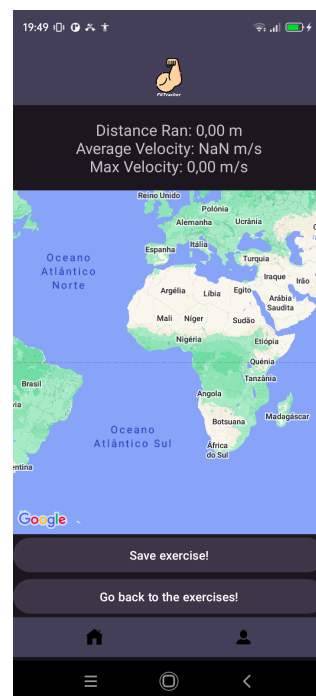 19:49
FitTracker
Distance Ran: 0,00 m
Average Velocity: NaN m/s
Max Velocity: 0,00 m/s
Reino Unido
Polónia
Alemanha
Ucrânia
Oceano
Atlântico
Norte
Espanha
Itália
Turquia
Iraque
Irão
Argélia
Líbia
Egito
Arábia
Saudita
Mali
Níger
Sudão
Nigéria
Etiópia
Quénia
Tanzânia
Brasil
Angola
Botsuana
Madagáscar
Oceano
Atlântico Sul
África
do Sul
entina
Google
Save exercise!
Go back to the exercises!